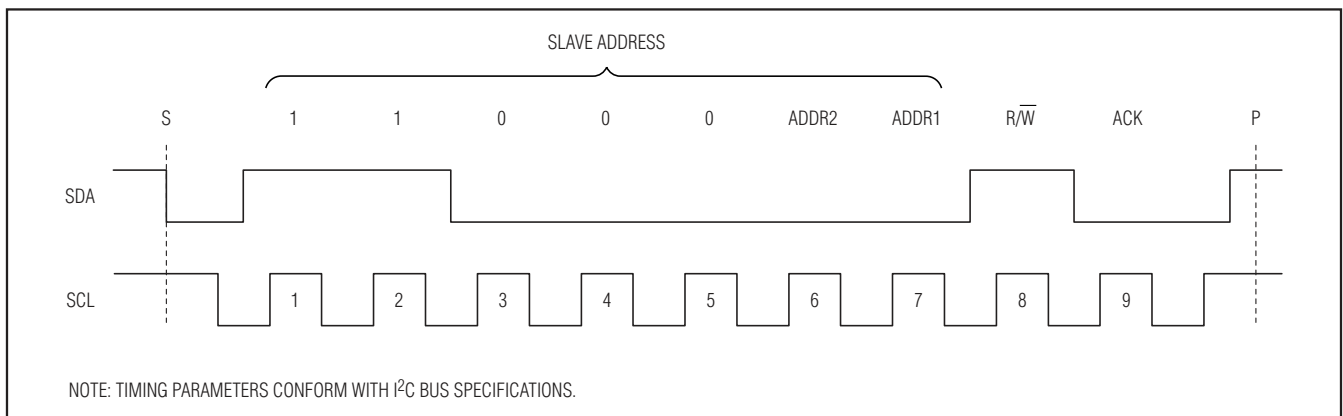 SLAVE ADDRESS
S 1 1 0 0 0 ADDR2 ADDR1 R/W̅ ACK P
SDA
SCL 1 2 3 4 5 6 7 8 9
NOTE: TIMING PARAMETERS CONFORM WITH I²C BUS SPECIFICATIONS.